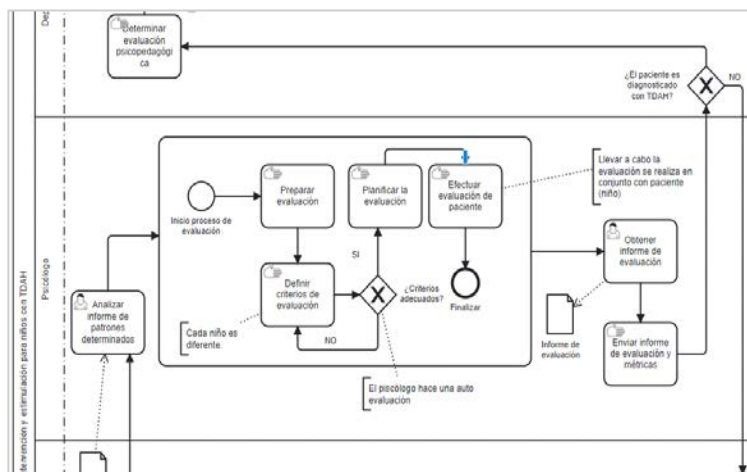 Determinar
evaluación
psicopedagógi
ca
¿El paciente es
diagnosticado
con TDAH?
NO
Psicólogo
Inicio proceso de
evaluación
Preparar
evaluación
Planificar la
evaluación
Efectuar
evaluación de
paciente
Llevar a cabo la
evaluación se realiza en
conjunto con paciente
(niño)
SI
Definir
criterios de
evaluación
¿Criterios
adecuados?
Finalizar
NO
Cada niño es
diferente.
El piscólogo hace una auto
evaluación
Analizar
informe de
patrones
determinados
Obtener
informe de
evaluación
Informe de
evaluación
Enviar informe
de evaluación y
métricas
y estimulación para niños con TDAH